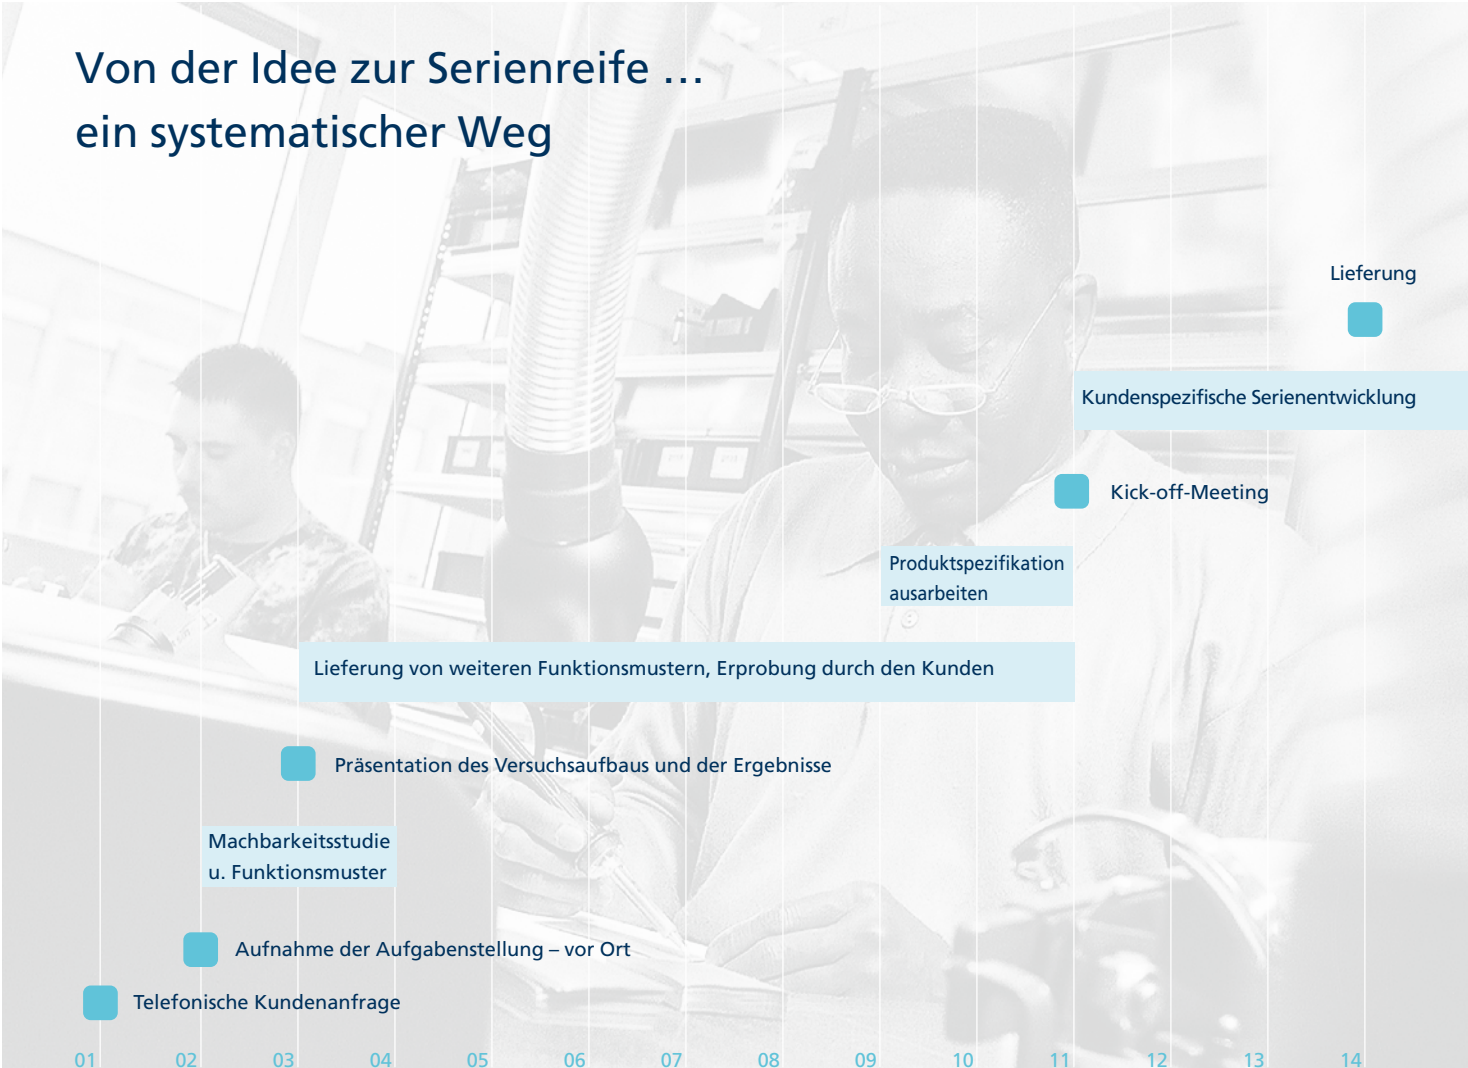 Von der Idee zur Serienreife …
ein systematischer Weg
Lieferung
Kundenspezifische Serienentwicklung
Kick-off-Meeting
Produktspezifikation
ausarbeiten
Lieferung von weiteren Funktionsmustern, Erprobung durch den Kunden
Präsentation des Versuchsaufbaus und der Ergebnisse
Machbarkeitsstudie
u. Funktionsmuster
Aufnahme der Aufgabenstellung – vor Ort
Telefonische Kundenanfrage
01 02 03 04 05 06 07 08 09 10 11 12 13 14